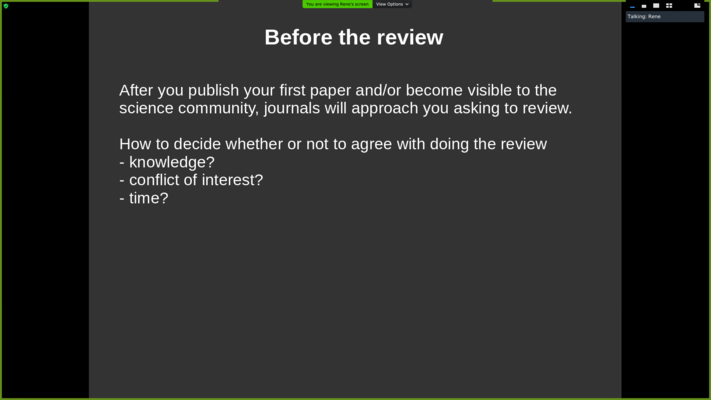 You are viewing Rene's screen
View Options
Talking: Rene
Before the review
After you publish your first paper and/or become visible to the
science community, journals will approach you asking to review.
How to decide whether or not to agree with doing the review
- knowledge?
- conflict of interest?
- time?